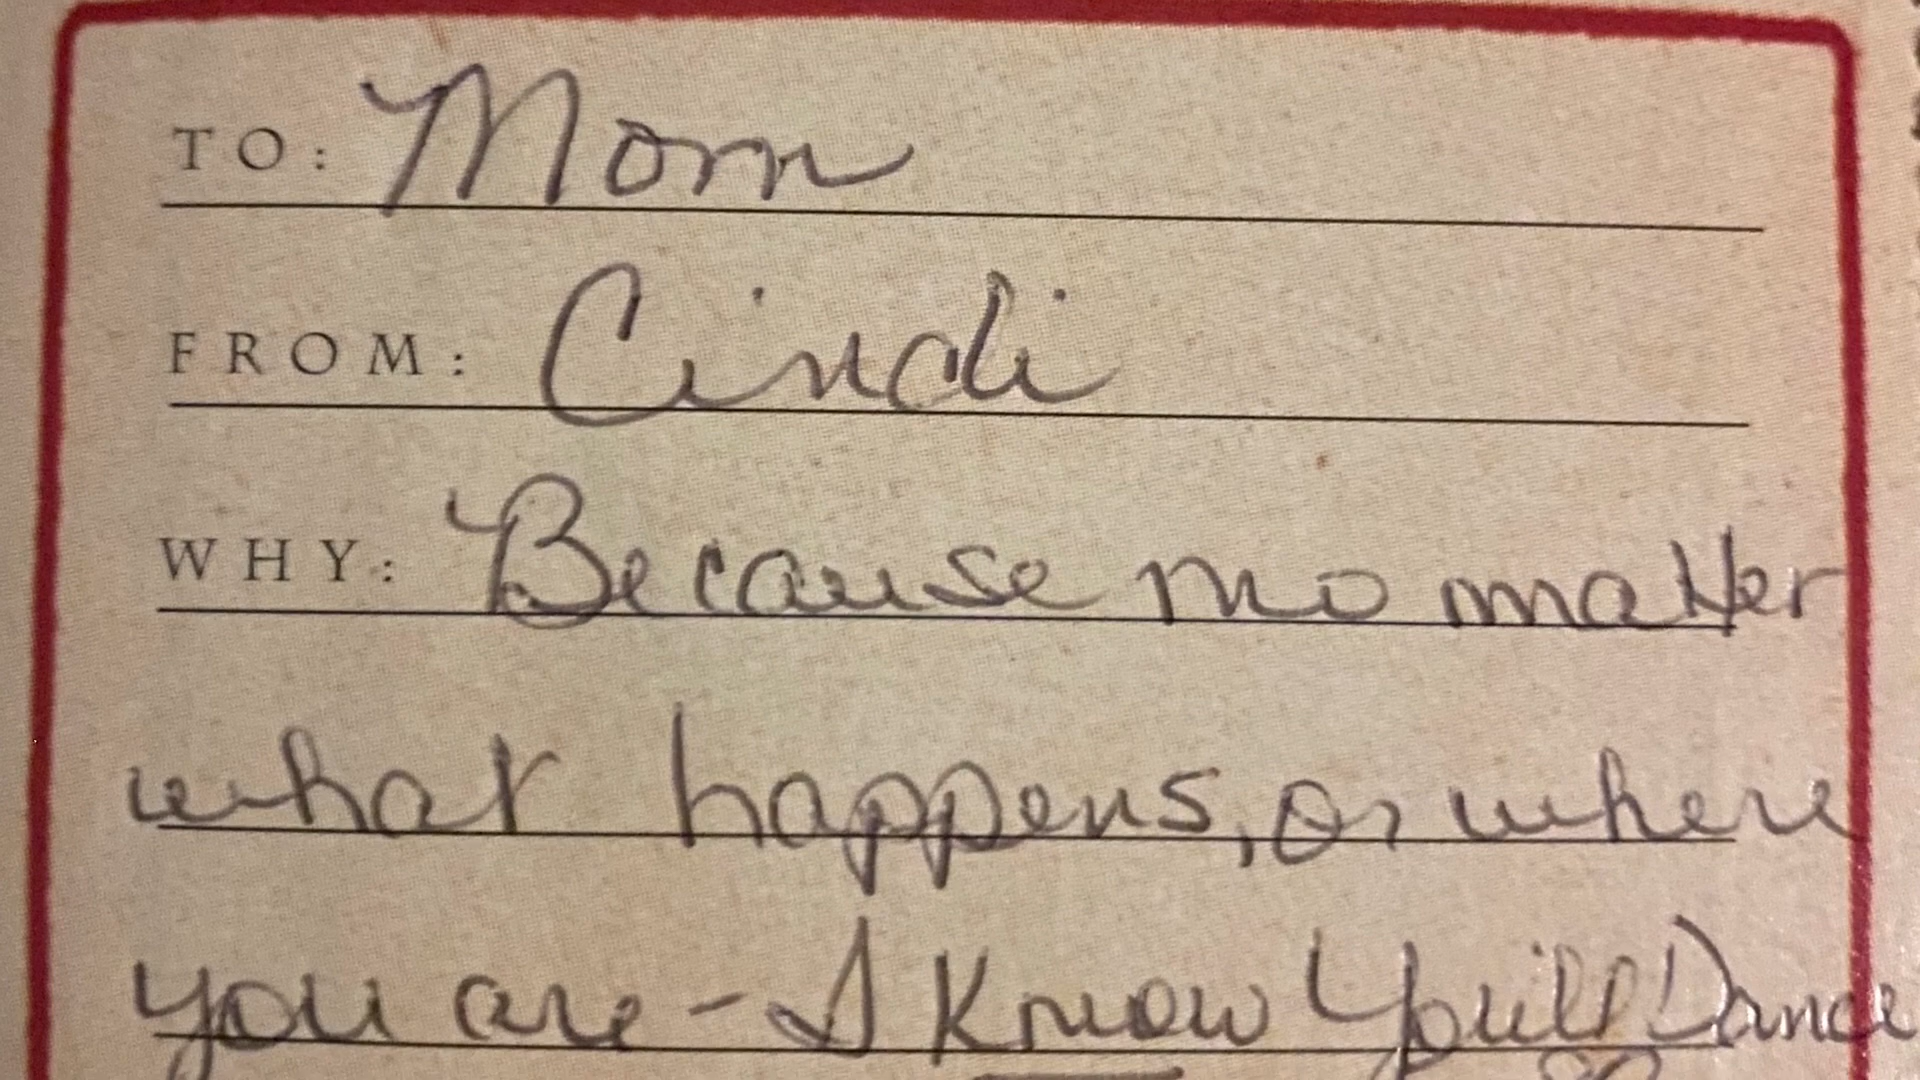 TO: Mom
FROM: Cindi
WHY: Because no matter
what happens, or where
you are - I Know You'll Dance